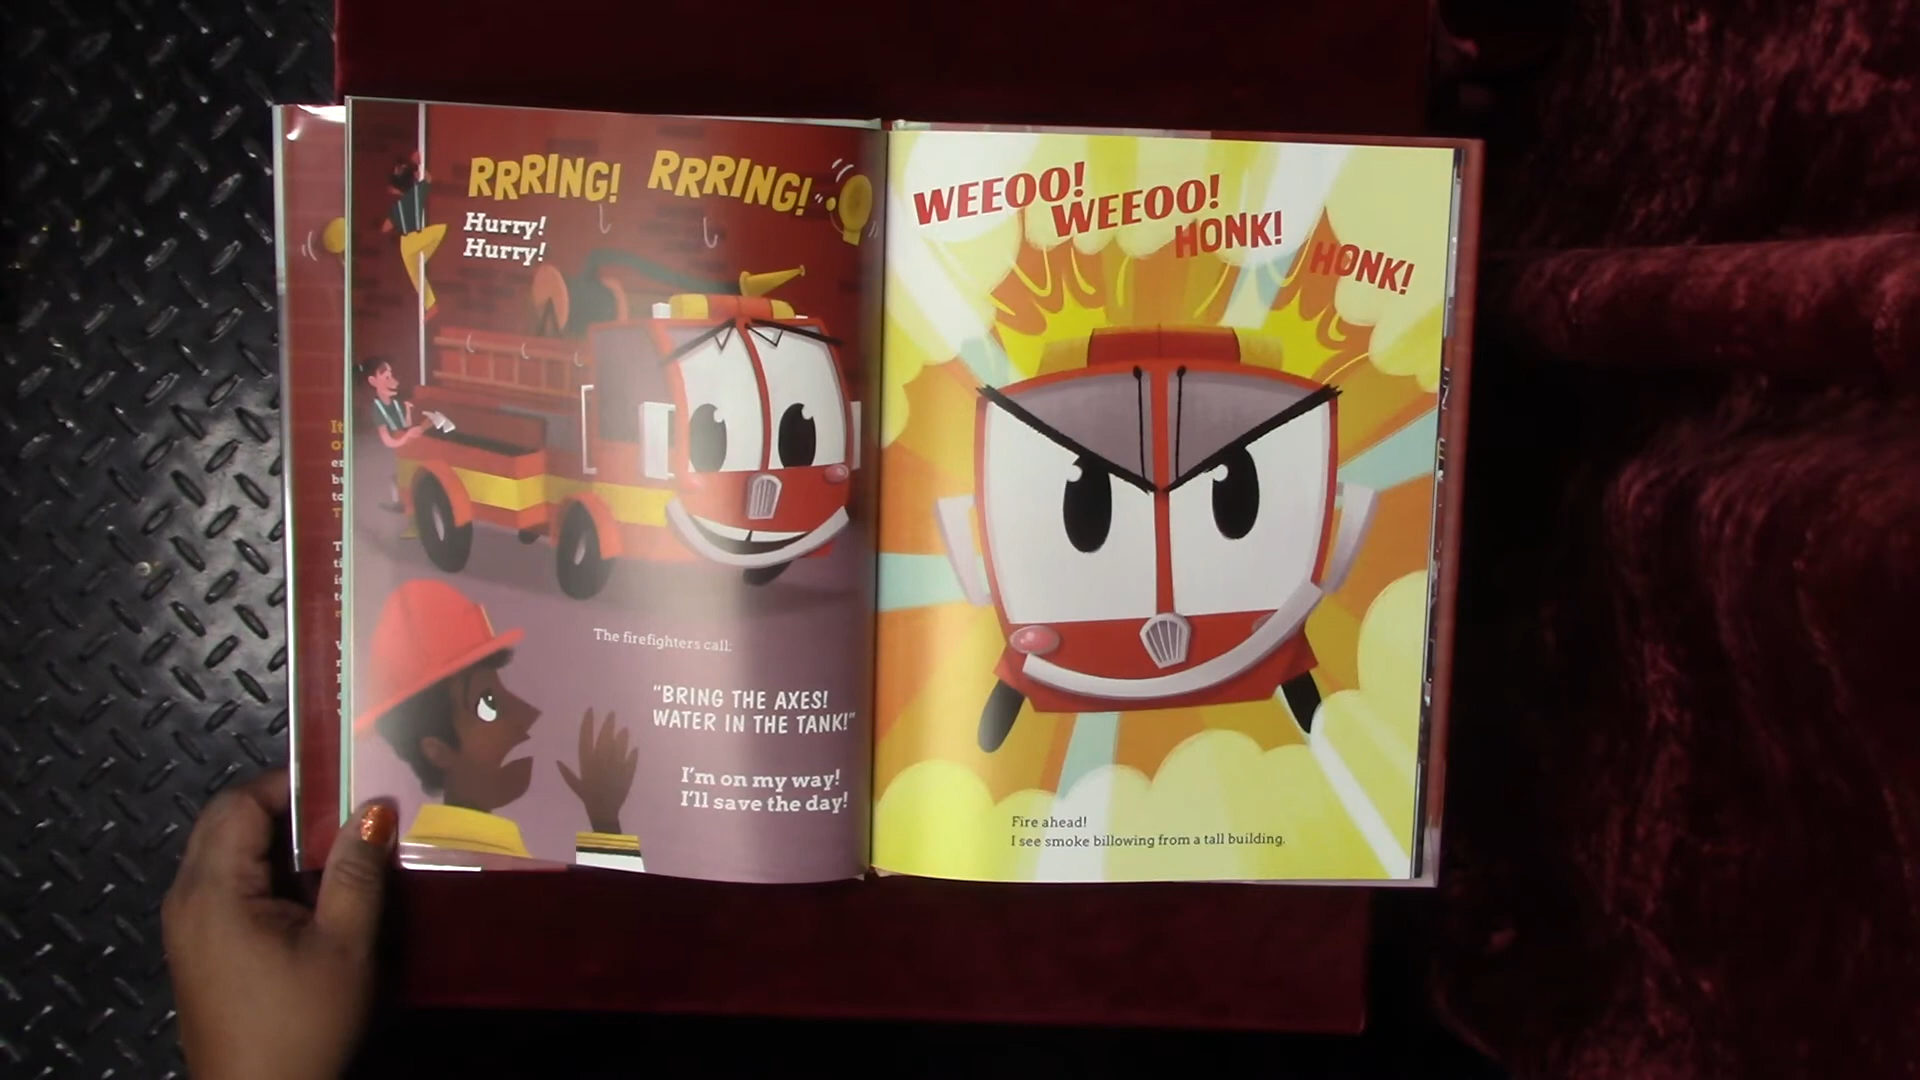 RRRING! RRRING!
Hurry!
Hurry!
The firefighters call:
"BRING THE AXES!
WATER IN THE TANK!"
I'm on my way!
I'll save the day!
WEEOO!
WEEOO!
HONK!
HONK!
Fire ahead!
I see smoke billowing from a tall building.